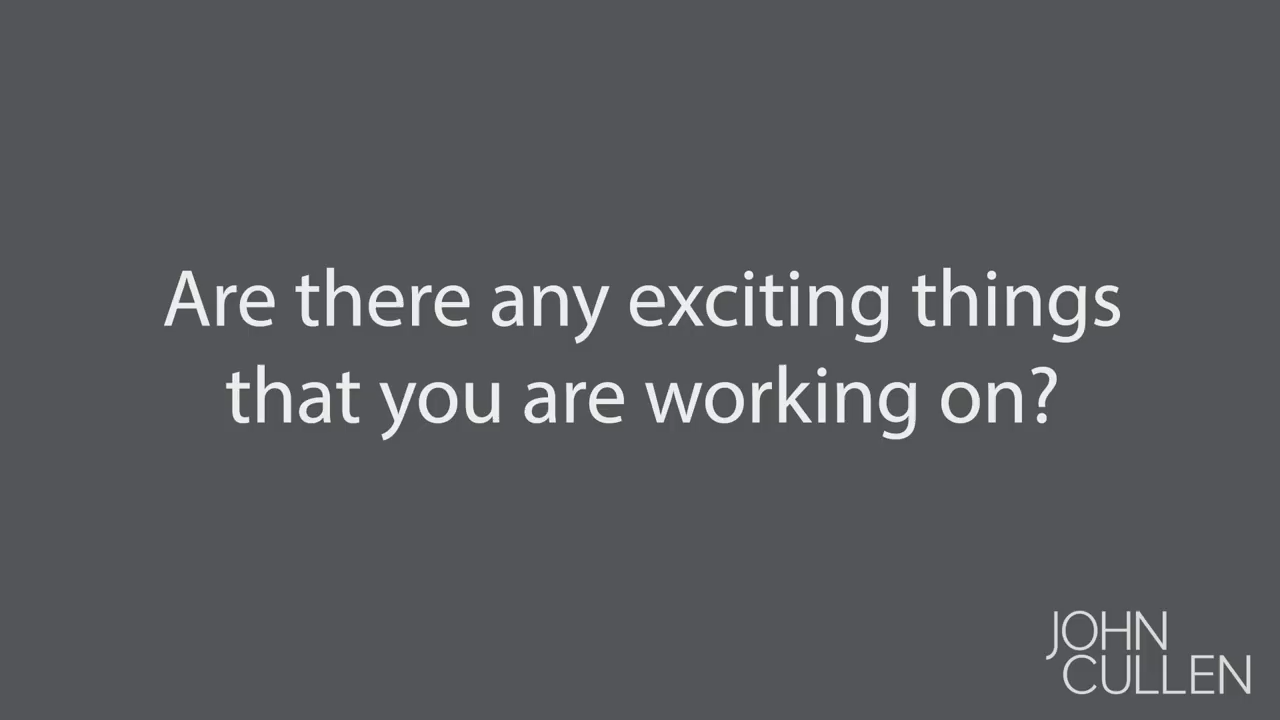 Are there any exciting things
that you are working on?
JOHN
CULLEN